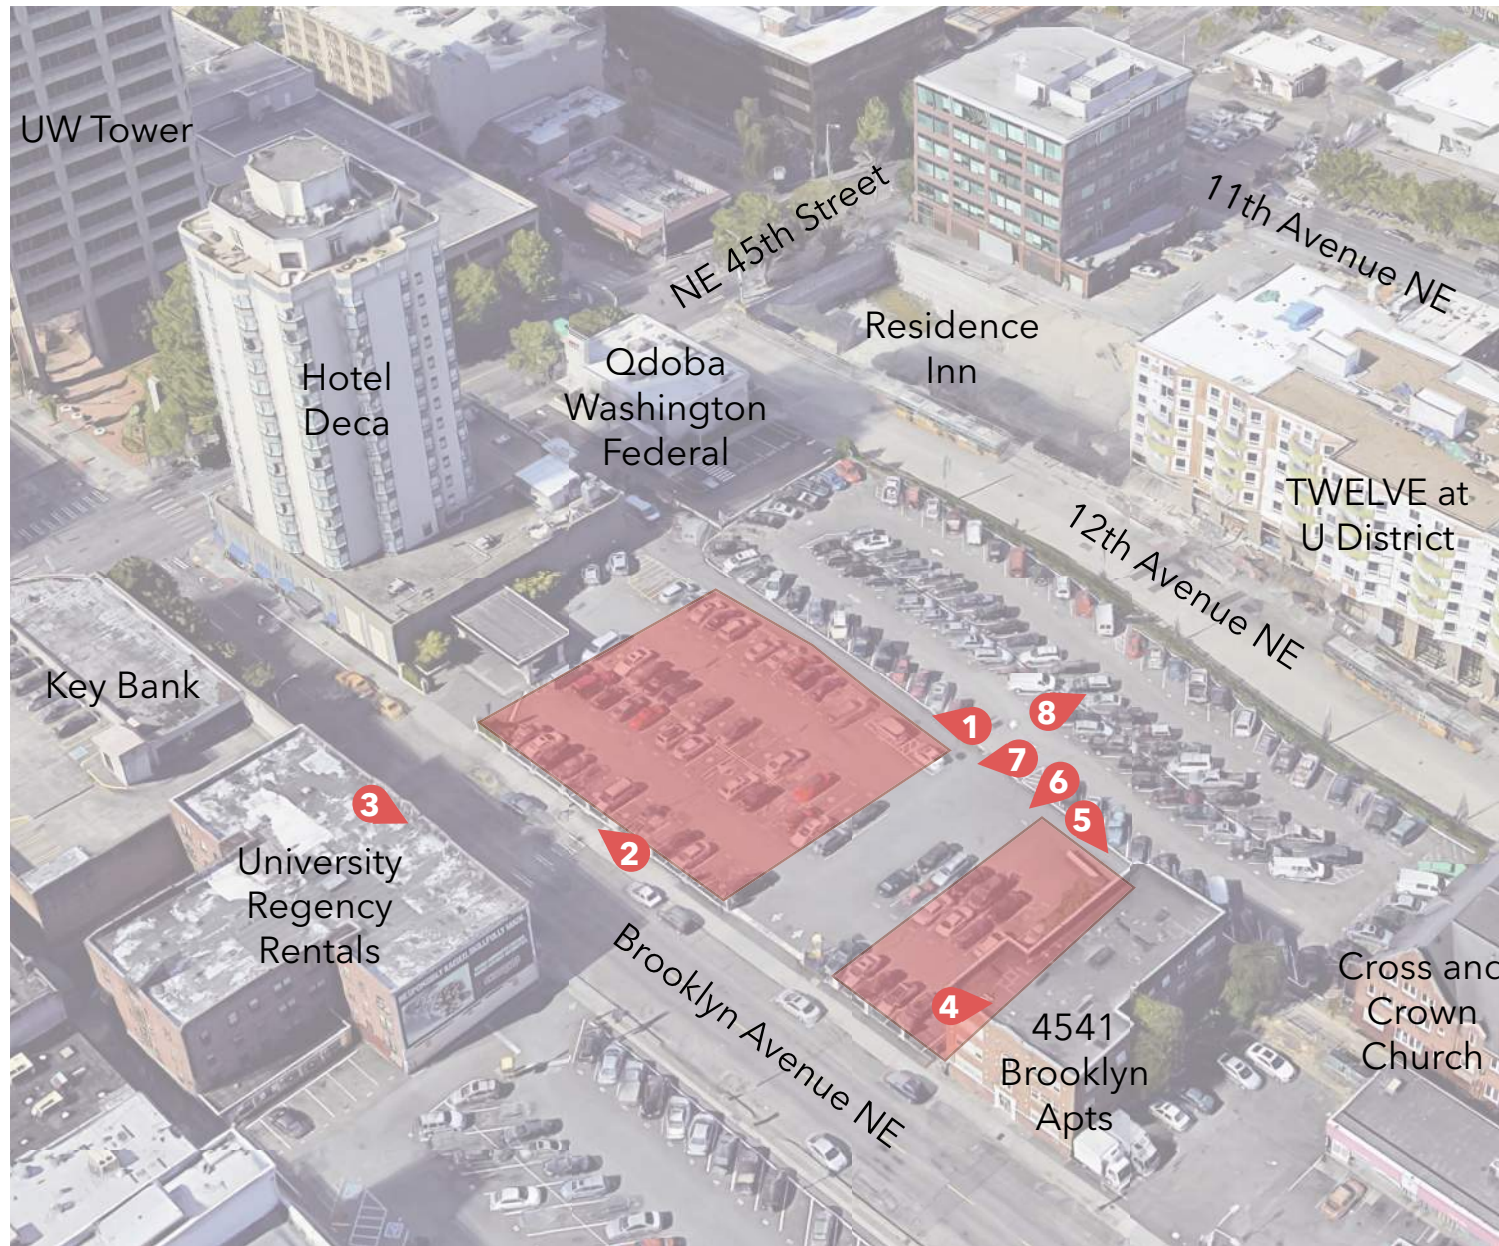 UW Tower
NE 45th Street
11th Avenue NE
Residence
Inn
Hotel
Deca
Qdoba
Washington
Federal
TWELVE at
U District
12th Avenue NE
Key Bank
8
1
7
6
5
3
2
University
Regency
Rentals
Brooklyn Avenue NE
4
4541
Brooklyn
Apts
Cross and
Crown
Church